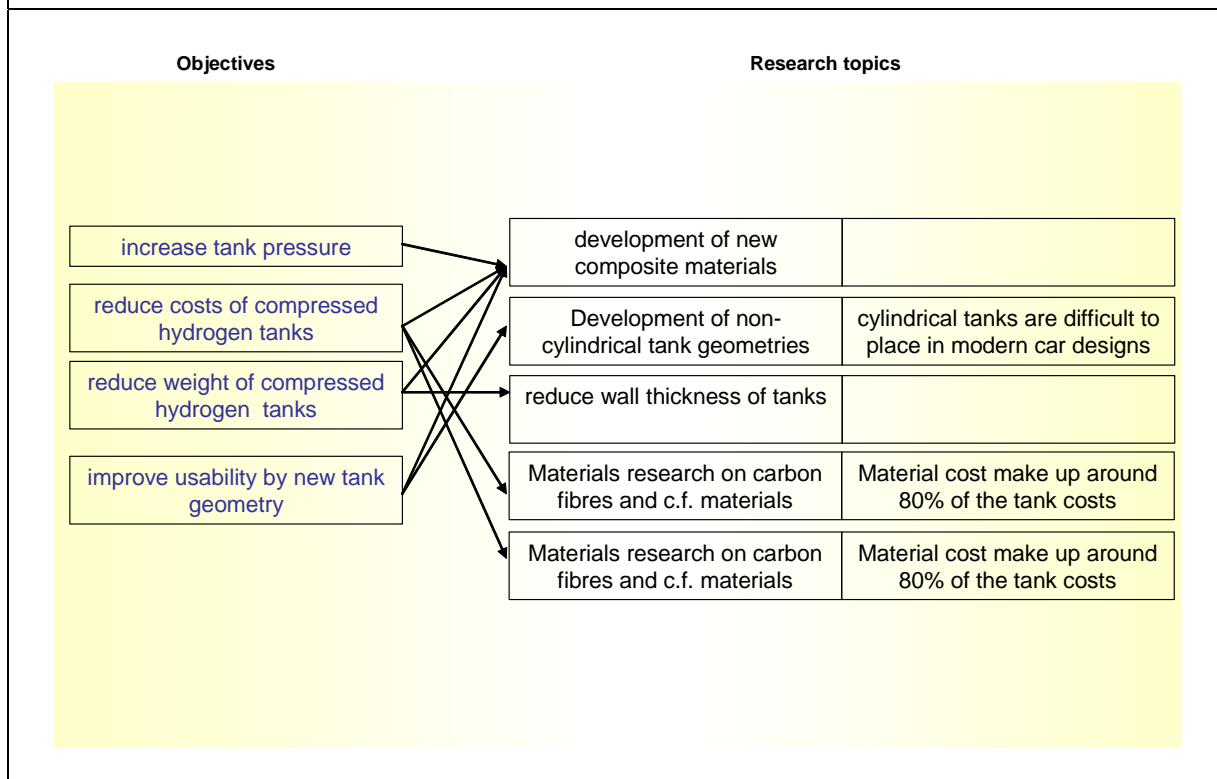 Objectives
Research topics
increase tank pressure
reduce costs of compressed
hydrogen tanks
reduce weight of compressed
hydrogen tanks
improve usability by new tank
geometry
development of new
composite materials
Development of non-
cylindrical tank geometries
cylindrical tanks are difficult to
place in modern car designs
reduce wall thickness of tanks
Materials research on carbon
fibres and c.f. materials
Material cost make up around
80% of the tank costs
Materials research on carbon
fibres and c.f. materials
Material cost make up around
80% of the tank costs